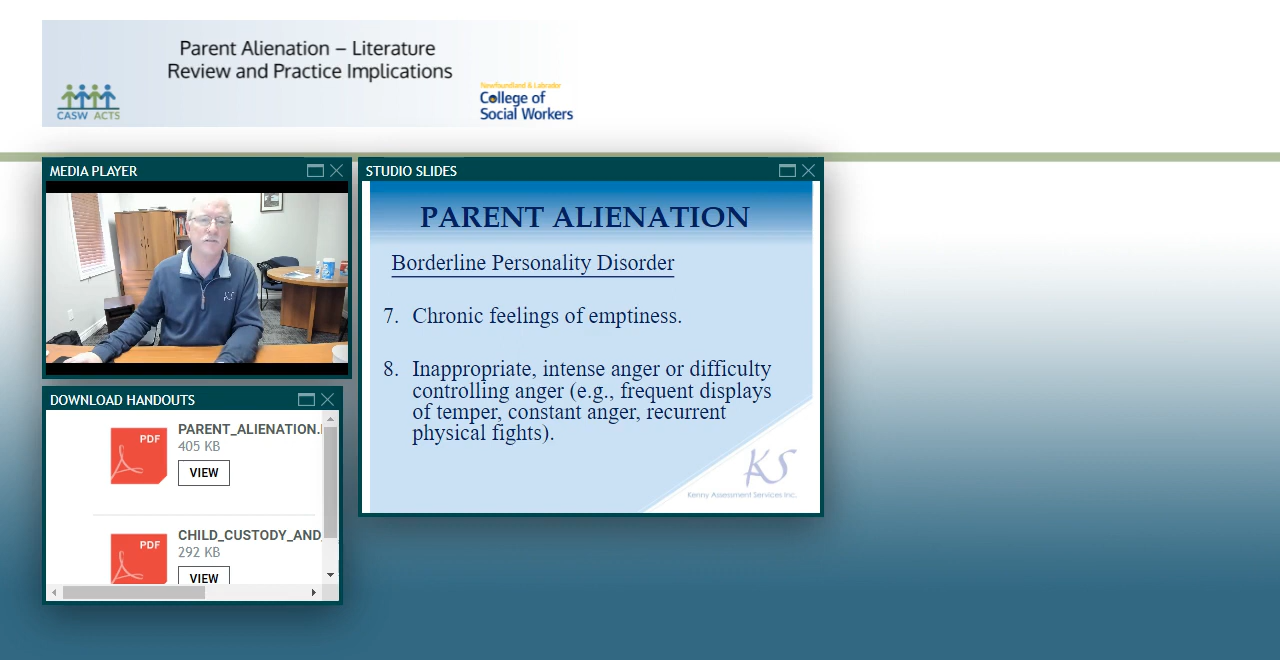 Parent Alienation – Literature
Review and Practice Implications
CASW ACTS
Newfoundland & Labrador
College of
Social Workers
MEDIA PLAYER
KS
STUDIO SLIDES
PARENT ALIENATION
Borderline Personality Disorder
7. Chronic feelings of emptiness.
8. Inappropriate, intense anger or difficulty
controlling anger (e.g., frequent displays
of temper, constant anger, recurrent
physical fights).
KS
Kenny Assessment Services Inc.
DOWNLOAD HANDOUTS
PDF
PARENT_ALIENATION.
405 KB
VIEW
PDF
CHILD_CUSTODY_AND_
292 KB
VIEW